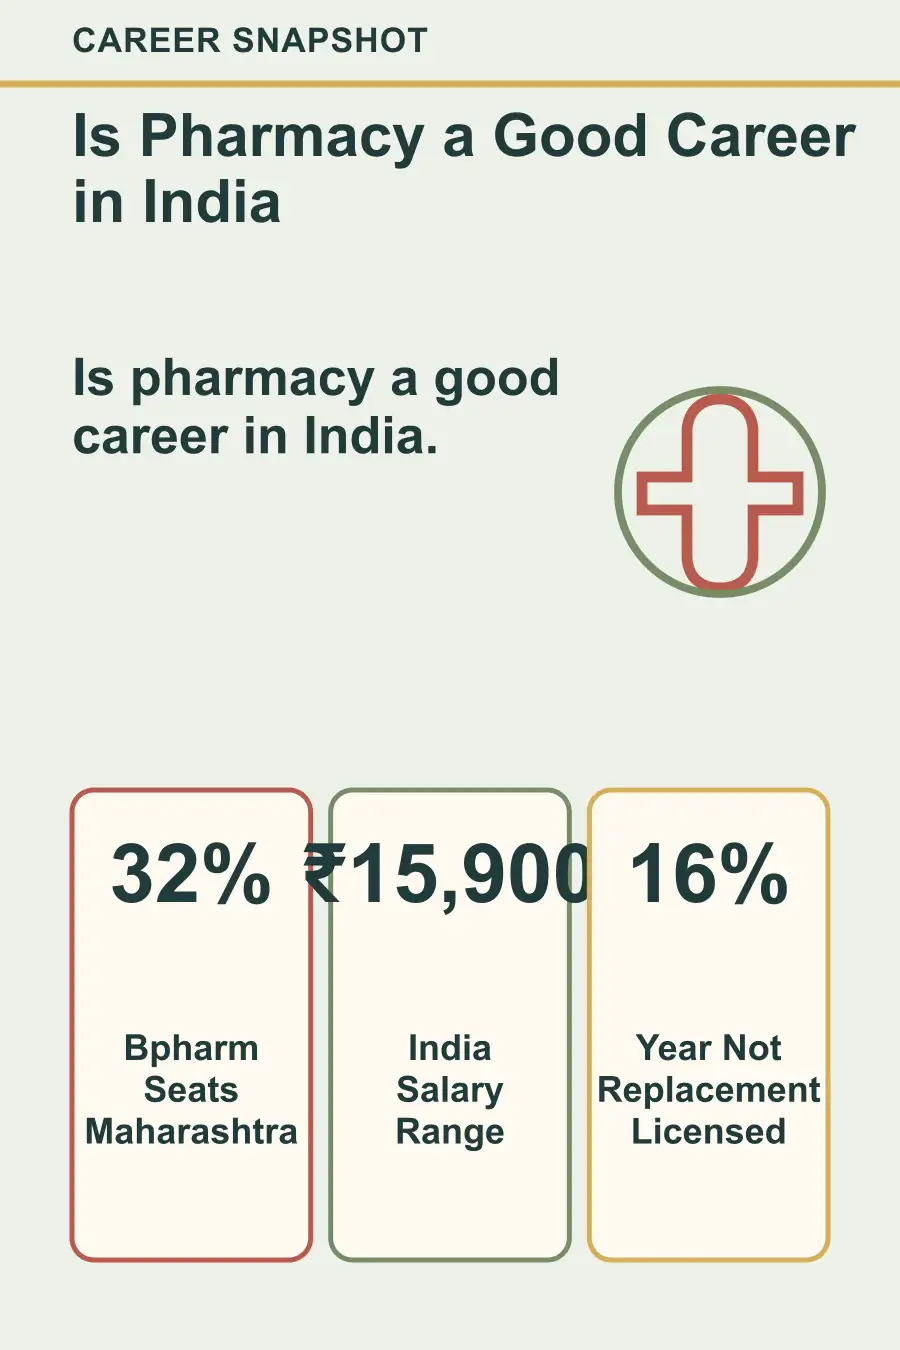 CAREER SNAPSHOT
Is Pharmacy a Good Career
in India
Is pharmacy a good
career in India.
32%
Bpharm
Seats
Maharashtra
₹15,900
India
Salary
Range
16%
Year Not
Replacement
Licensed